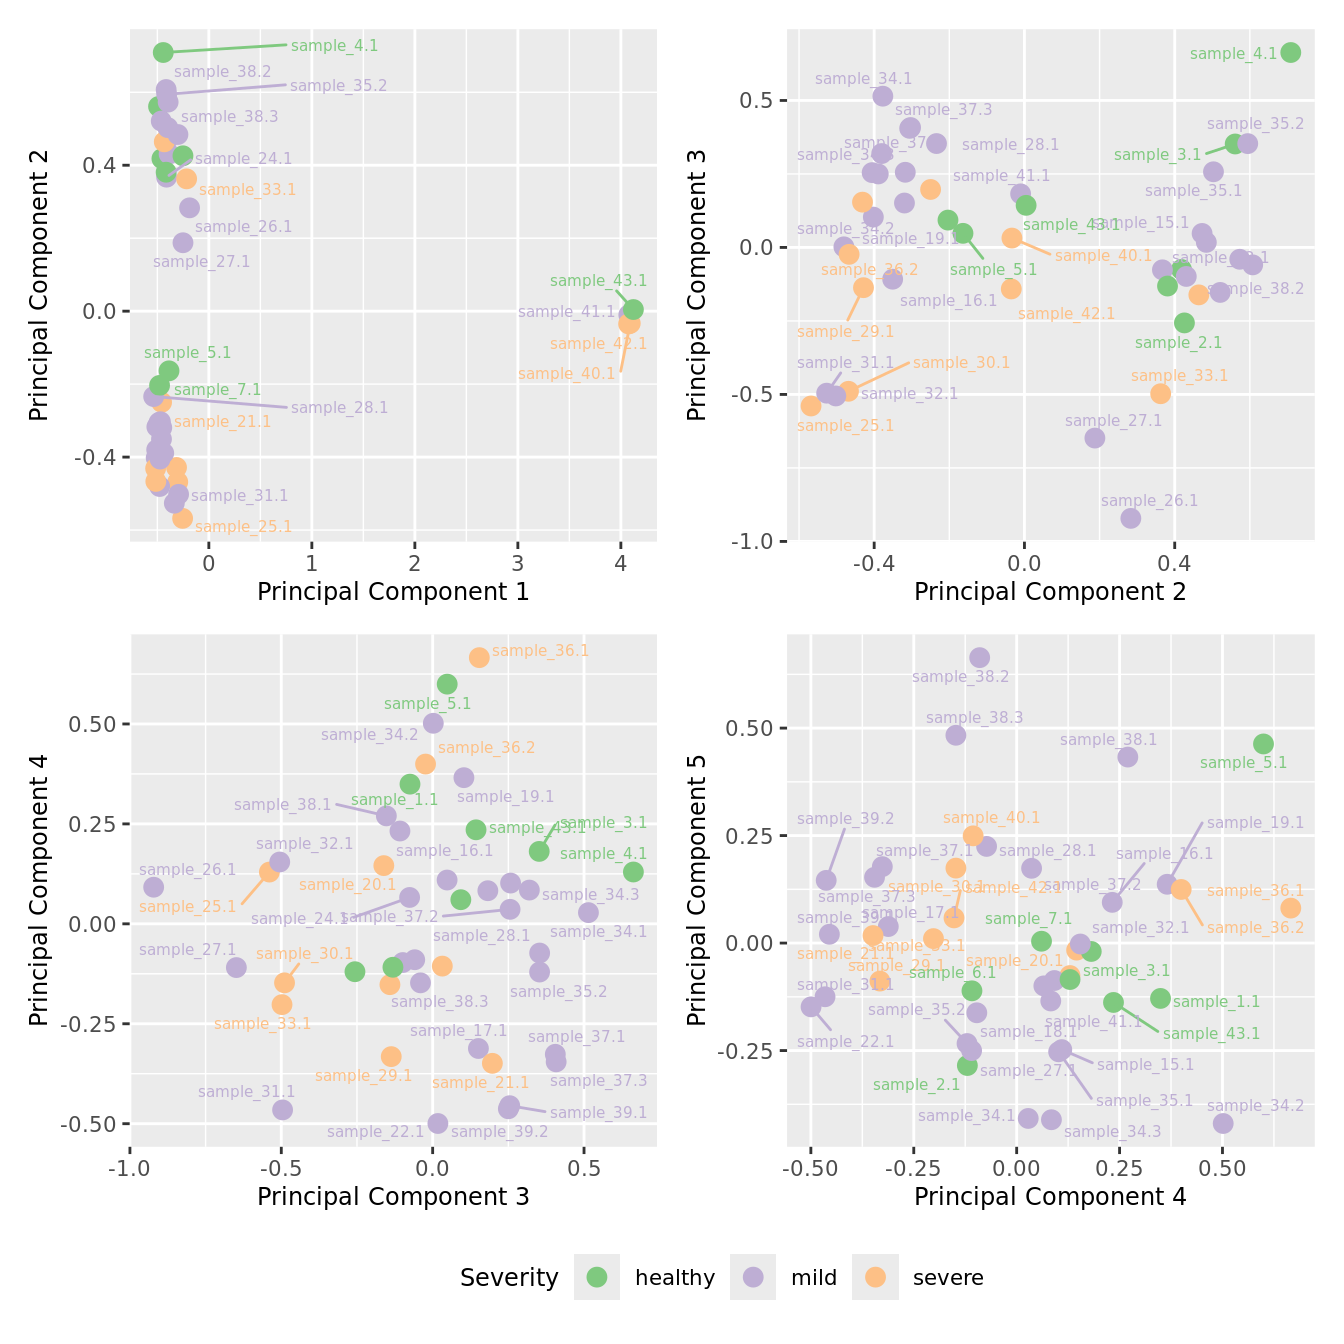 sample_4.1
sample_38.2
sample_35.2
sample_38.3
sample_24.1
sample_33.1
sample_26.1
sample_27.1
sample_43.1
sample_41.1
sample_42.1
sample_40.1
sample_5.1
sample_7.1
sample_28.1
sample_21.1
sample_31.1
sample_25.1
0.4
0.0
-0.4
0 1 2 3 4
Principal Component 2
Principal Component 1
sample_4.1
sample_34.1
sample_37.3
sample_35.2
sample_28.1
sample_3.1
sample_41.1
sample_35.1
sample_34.2
sample_43.1
sample_15.1
sample_19.1
sample_40.1
sample_36.2
sample_5.1
sample_38.2
sample_16.1
sample_42.1
sample_29.1
sample_2.1
sample_31.1
sample_30.1
sample_33.1
sample_32.1
sample_25.1
sample_27.1
sample_26.1
0.5
0.0
-0.5
-1.0
-0.4 0.0 0.4
Principal Component 3
Principal Component 2
sample_36.1
sample_5.1
sample_34.2
sample_36.2
sample_19.1
sample_38.1
sample_1.1
sample_43.1
sample_3.1
sample_32.1
sample_16.1
sample_4.1
sample_26.1
sample_20.1
sample_34.3
sample_25.1
sample_24.1
sample_37.2
sample_34.1
sample_28.1
sample_27.1
sample_30.1
sample_35.2
sample_38.3
sample_33.1
sample_17.1
sample_37.1
sample_29.1
sample_21.1
sample_37.3
sample_31.1
sample_39.1
sample_22.1
sample_39.2
0.50
0.25
0.00
-0.25
-0.50
-1.0 -0.5 0.0 0.5
Principal Component 4
Principal Component 3
sample_38.2
sample_38.3
sample_38.1
sample_5.1
sample_39.2
sample_40.1
sample_19.1
sample_37.1
sample_28.1
sample_16.1
sample_30.1
sample_42.1
sample_37.2
sample_36.1
sample_37.3
sample_17.1
sample_7.1
sample_32.1
sample_36.2
sample_21.1
sample_29.1
sample_20.1
sample_6.1
sample_3.1
sample_31.1
sample_1.1
sample_35.2
sample_41.1
sample_18.1
sample_43.1
sample_22.1
sample_27.1
sample_15.1
sample_2.1
sample_35.1
sample_34.2
sample_34.1
sample_34.3
0.50
0.25
0.00
-0.25
-0.50 -0.25 0.00 0.25 0.50
Principal Component 5
Principal Component 4
Severity healthy mild severe